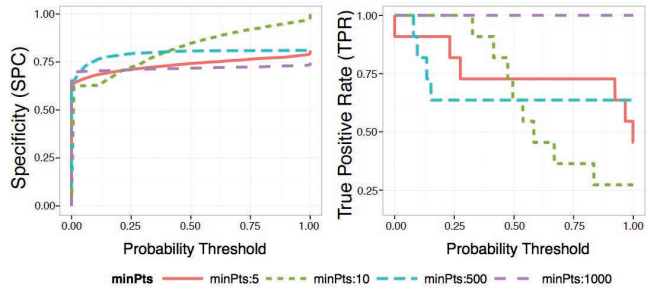 Specificity (SPC)
1.00
0.75
0.50
0.25
0.00
0.00 0.25 0.50 0.75 1.00
Probability Threshold
True Positive Rate (TPR)
1.00
0.75
0.50
0.25
0.00 0.25 0.50 0.75 1.00
Probability Threshold
minPts minPts:5 minPts:10 minPts:500 minPts:1000